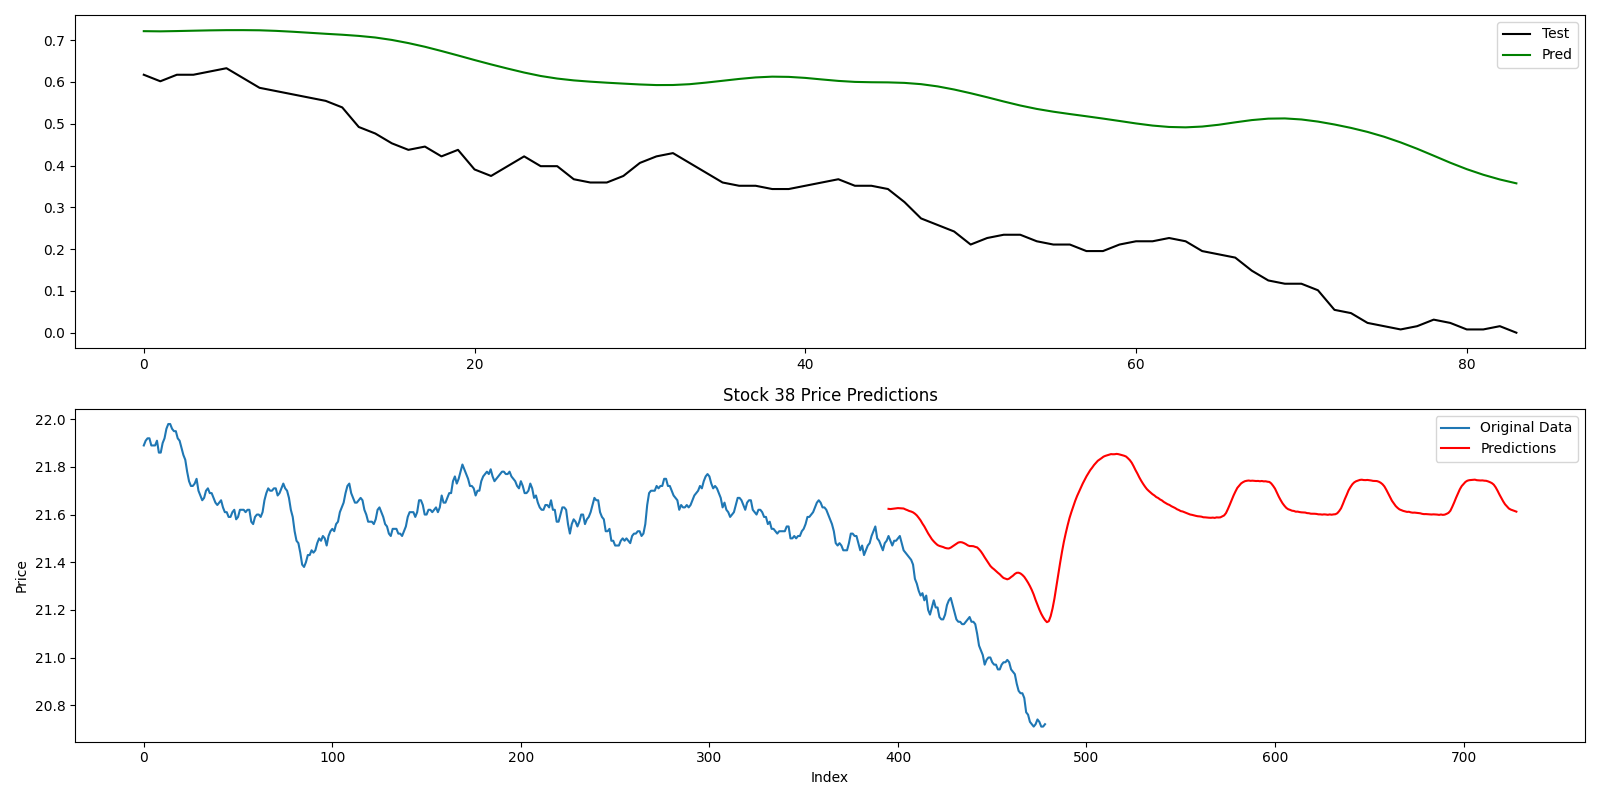 0.7
0.6
0.5
0.4
0.3
0.2
0.1
0.0
Test
Pred
0 20 40 60 80
Stock 38 Price Predictions
22.0
21.8
21.6
21.4
21.2
21.0
20.8
Price
Original Data
Predictions
0 100 200 300 400 500 600 700
Index